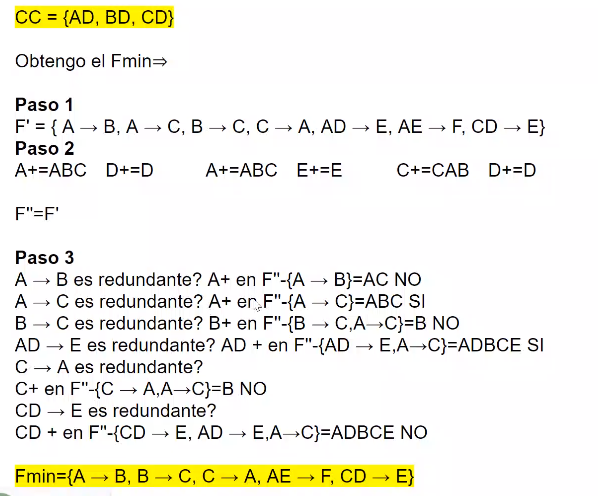 CC = {AD, BD, CD}
Obtengo el Fmin⇒
Paso 1
F' = { A → B, A → C, B → C, C → A, AD → E, AE → F, CD → E}
Paso 2
A+=ABC D+=D A+=ABC E+=E C+=CAB D+=D
F''=F'
Paso 3
A → B es redundante? A+ en F''-{A → B}=AC NO
A → C es redundante? A+ en F''-{A → C}=ABC SI
B → C es redundante? B+ en F''-{B → C,A→C}=B NO
AD → E es redundante? AD + en F''-{AD → E,A→C}=ADBCE SI
C → A es redundante?
C+ en F''-{C → A,A→C}=B NO
CD → E es redundante?
CD + en F''-{CD → E, AD → E,A→C}=ADBCE NO
Fmin={A → B, B → C, C → A, AE → F, CD → E}